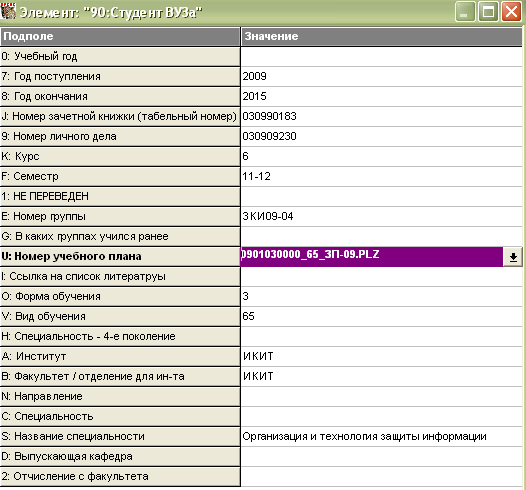 Элемент: "90:Студент ВУЗа"
Подполе Значение
0: Учебный год
7: Год поступления 2009
8: Год окончания 2015
J: Номер зачетной книжки (табельный номер) 030990183
9: Номер личного дела 030909230
K: Курс 6
F: Семестр 11-12
1: НЕ ПЕРЕВЕДЕН
E: Номер группы ЗКИ09-04
G: В каких группах учился ранее
U: Номер учебного плана 0901030000_65_ЗП-09.PLZ
I: Ссылка на список литератруы
O: Форма обучения 3
V: Вид обучения 65
H: Специальность - 4-е поколение
A: Институт ИКИТ
B: Факультет / отделение для ин-та ИКИТ
N: Направление
C: Специальность
S: Название специальности Организация и технология защиты информации
D: Выпускающая кафедра
2: Отчисление с факультета